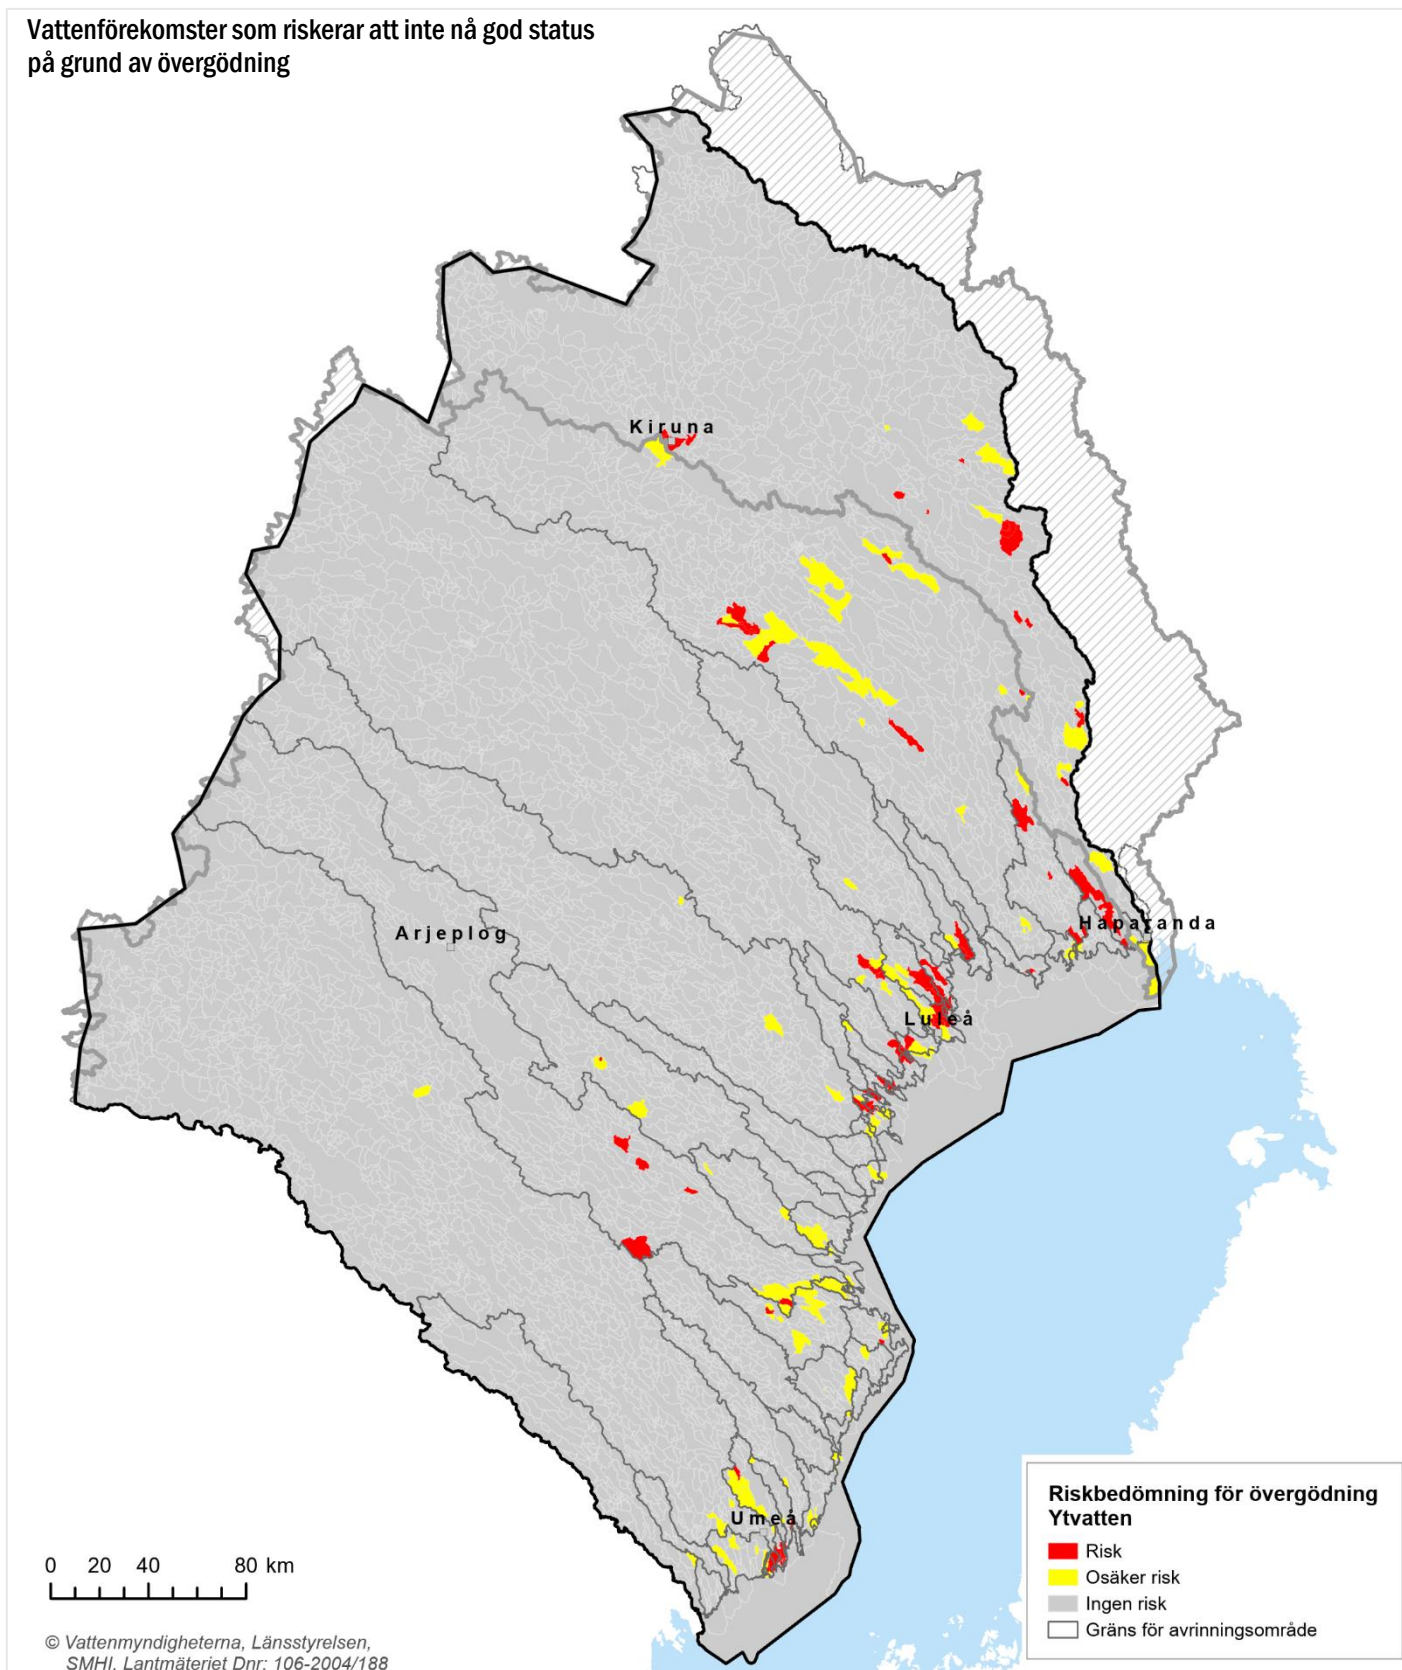 Vattenförekomster som riskerar att inte nå god status
på grund av övergödning
Kiruna
Arjeplog
Haparanda
Luleå
Umeå
0 20 40 80 km
© Vattenmyndigheterna, Länsstyrelsen,
SMHI, Lantmäteriet Dnr: 106-2004/188
Riskbedömning för övergödning
Ytvatten
Risk
Osäker risk
Ingen risk
Gräns för avrinningsområde